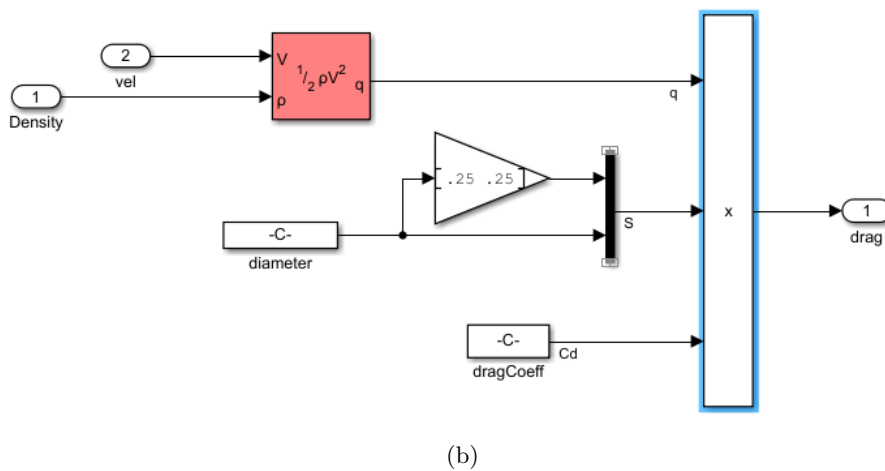 2
vel
V
1/2 ρV²
q
ρ
1
Density
q
.25 .25
-C-
diameter
S
x
1
drag
-C-
Cd
dragCoeff
(b)